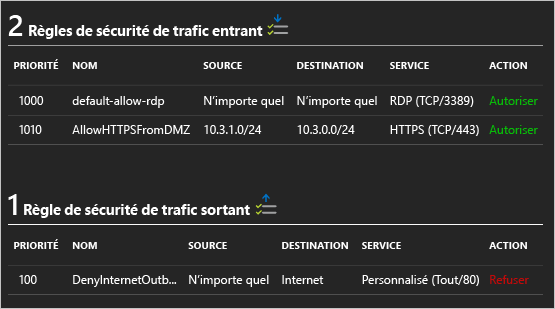 2 Règles de sécurité de trafic entrant
PRIORITÉ NOM SOURCE DESTINATION SERVICE ACTION
1000 default-allow-rdp N'importe quel N'importe quel RDP (TCP/3389) Autoriser
1010 AllowHTTPSFromDMZ 10.3.1.0/24 10.3.0.0/24 HTTPS (TCP/443) Autoriser
1 Règle de sécurité de trafic sortant
PRIORITÉ NOM SOURCE DESTINATION SERVICE ACTION
100 DenyInternetOutb... N'importe quel Internet Personnalisé (Tout/80) Refuser